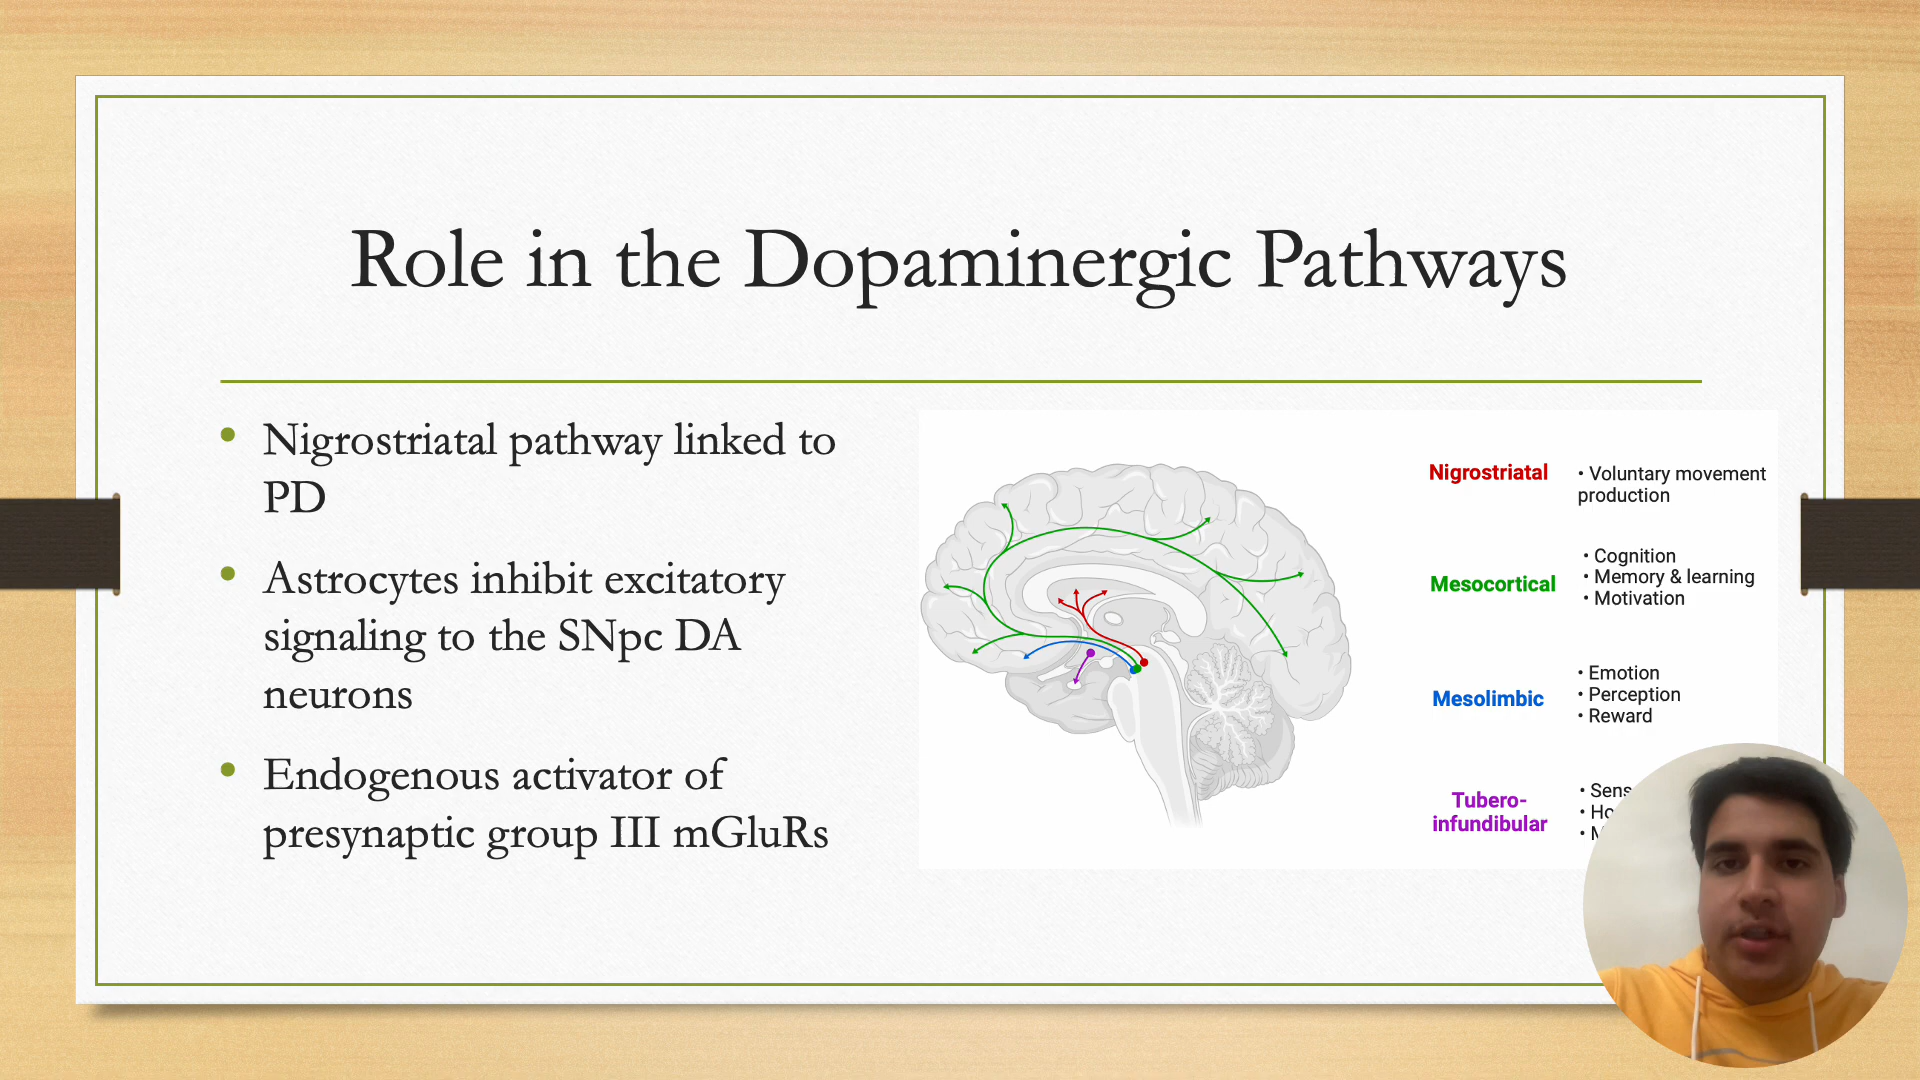 Role in the Dopaminergic Pathways
• Nigrostriatal pathway linked to
PD
• Astrocytes inhibit excitatory
signaling to the SNpc DA
neurons
• Endogenous activator of
presynaptic group III mGluRs
Nigrostriatal
• Voluntary movement
production
Mesocortical
• Cognition
• Memory & learning
• Motivation
Mesolimbic
• Emotion
• Perception
• Reward
Tubero-
infundibular